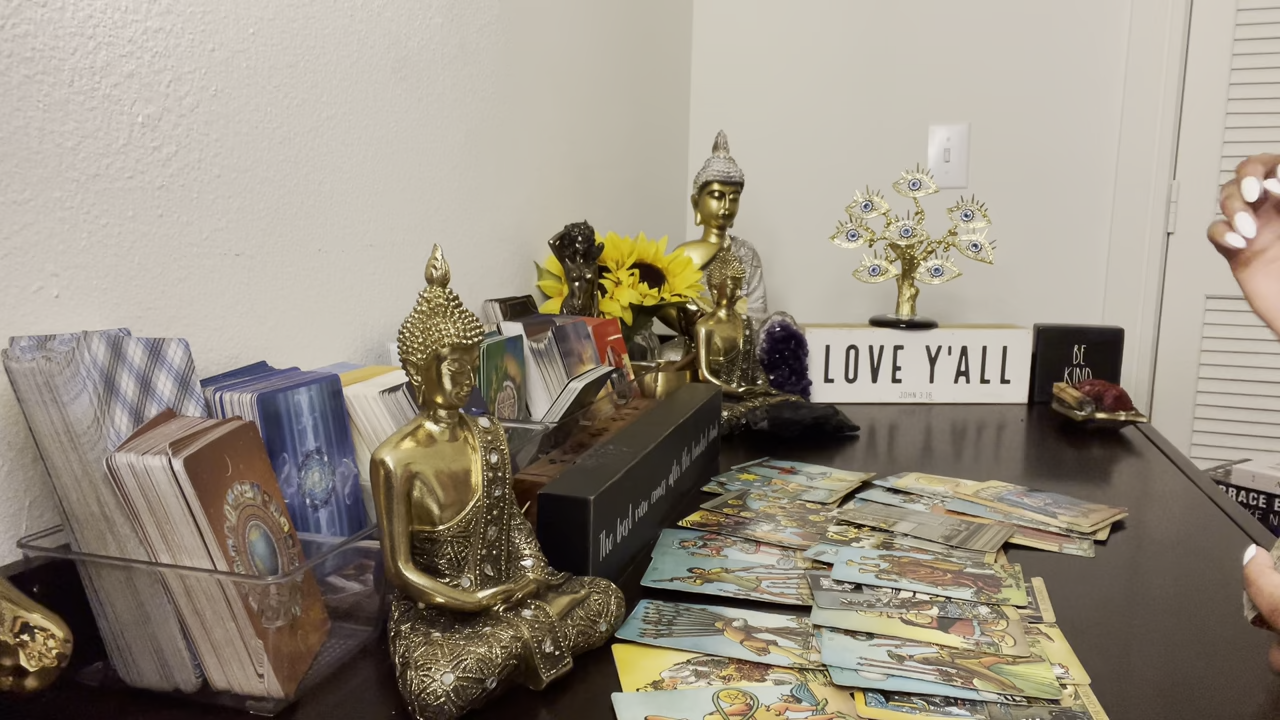 LOVE Y'ALL
JOHN 3:16
BE
KIND
The best view comes after the hardest climb